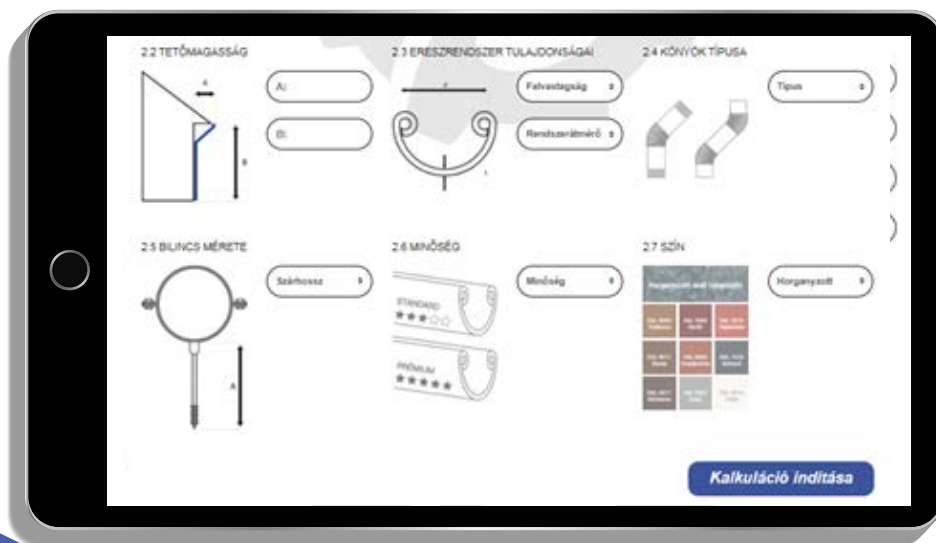 2.2 TETŐMAGASSÁG
A
A:
B:
B
2.3 ERESZRENDSZER TULAJDONSÁGAI
Falvastagság
Rendszerátmérő
2.4 KÖNYÖK TÍPUSA
Típus
2.5 BILINCS MÉRETE
Szárhossz
A
2.6 MINŐSÉG
STANDARD
PRÉMIUM
Minőség
2.7 SZÍN
Horganyzott
Kalkuláció indítása